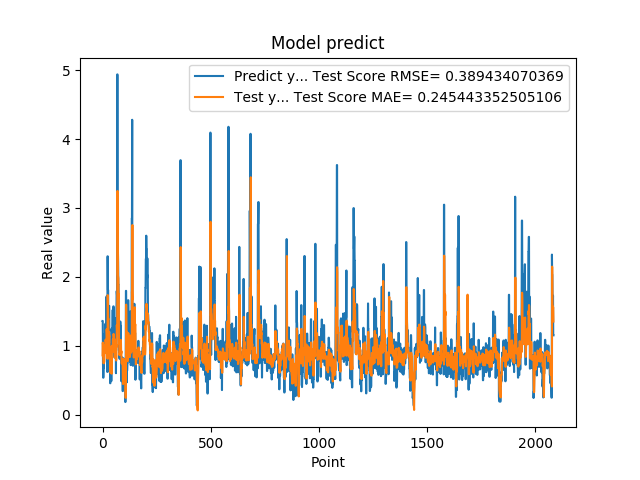 Model predict
Predict y... Test Score RMSE= 0.389434070369
Test y... Test Score MAE= 0.245443352505106
5
4
3
2
1
0
Real value
0 500 1000 1500 2000
Point